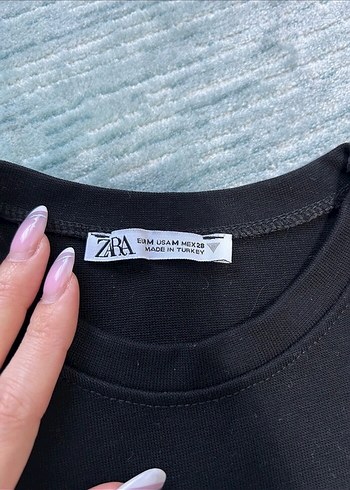 ZARA
EUR M USA M MEX 28
MADE IN TURKEY